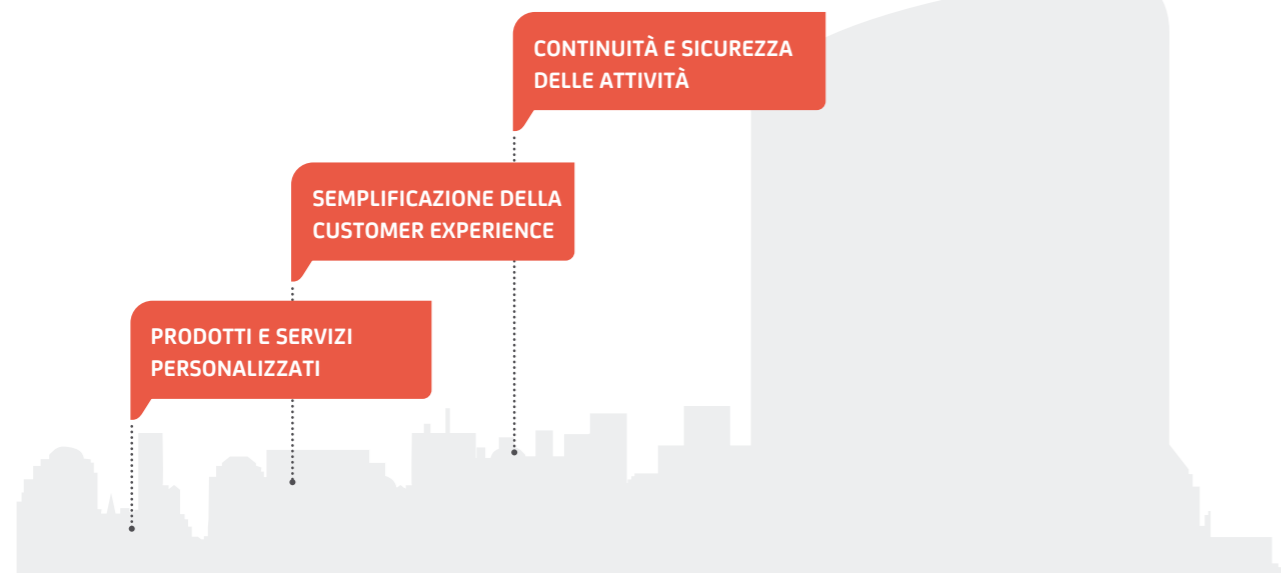 CONTINUITÀ E SICUREZZA
DELLE ATTIVITÀ
SEMPLIFICAZIONE DELLA
CUSTOMER EXPERIENCE
PRODOTTI E SERVIZI
PERSONALIZZATI